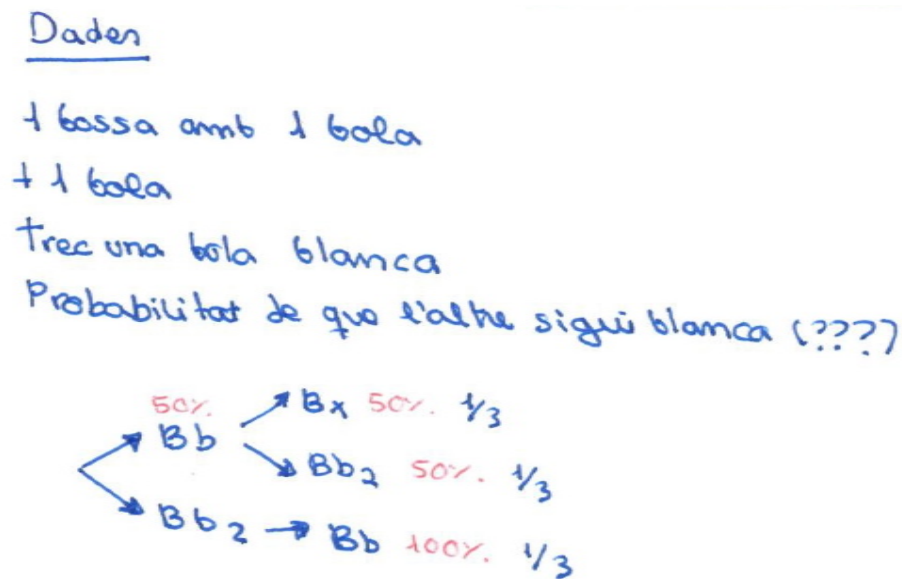 Dades
1 bossa amb 1 bola
+ 1 bola
Trec una bola blanca
Probabilitat de que l'altre sigui blanca (????)
50%. Bx 50%. 1/3
Bb
Bb2 50%. 1/3
Bb2 Bb 100%. 1/3